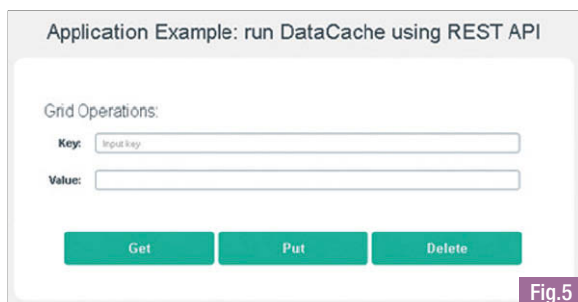 Application Example: run DataCache using REST API
Grid Operations:
Key: Input key
Value:
Get Put Delete
Fig.5